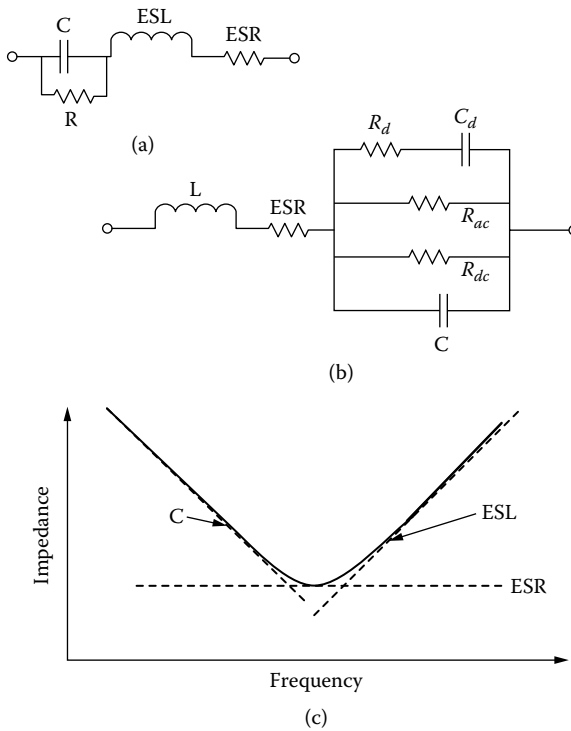 C
ESL
ESR
R
(a)
L
ESR
R_d
C_d
R_ac
R_dc
C
(b)
Impedance
C
ESL
ESR
Frequency
(c)